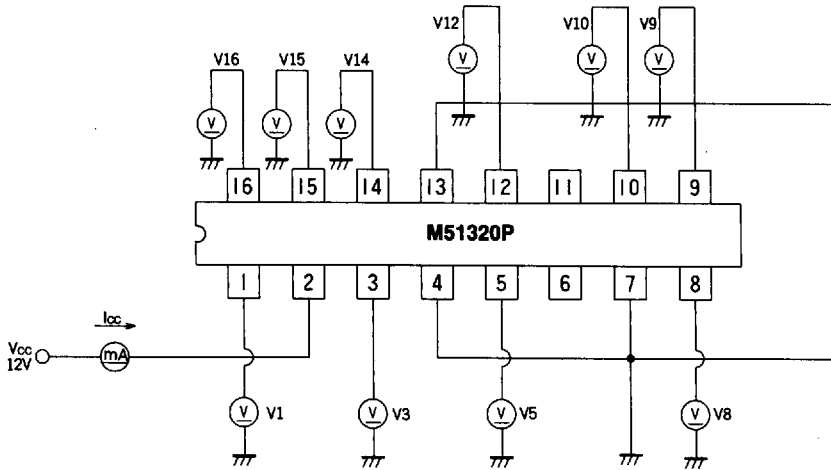 V12 V10 V9
V16 V15 V14
V V V
V V V
16 15 14 13 12 11 10 9
M51320P
1 2 3 4 5 6 7 8
Icc
Vcc
12V
mA
V V1 V V3 V V5 V V8